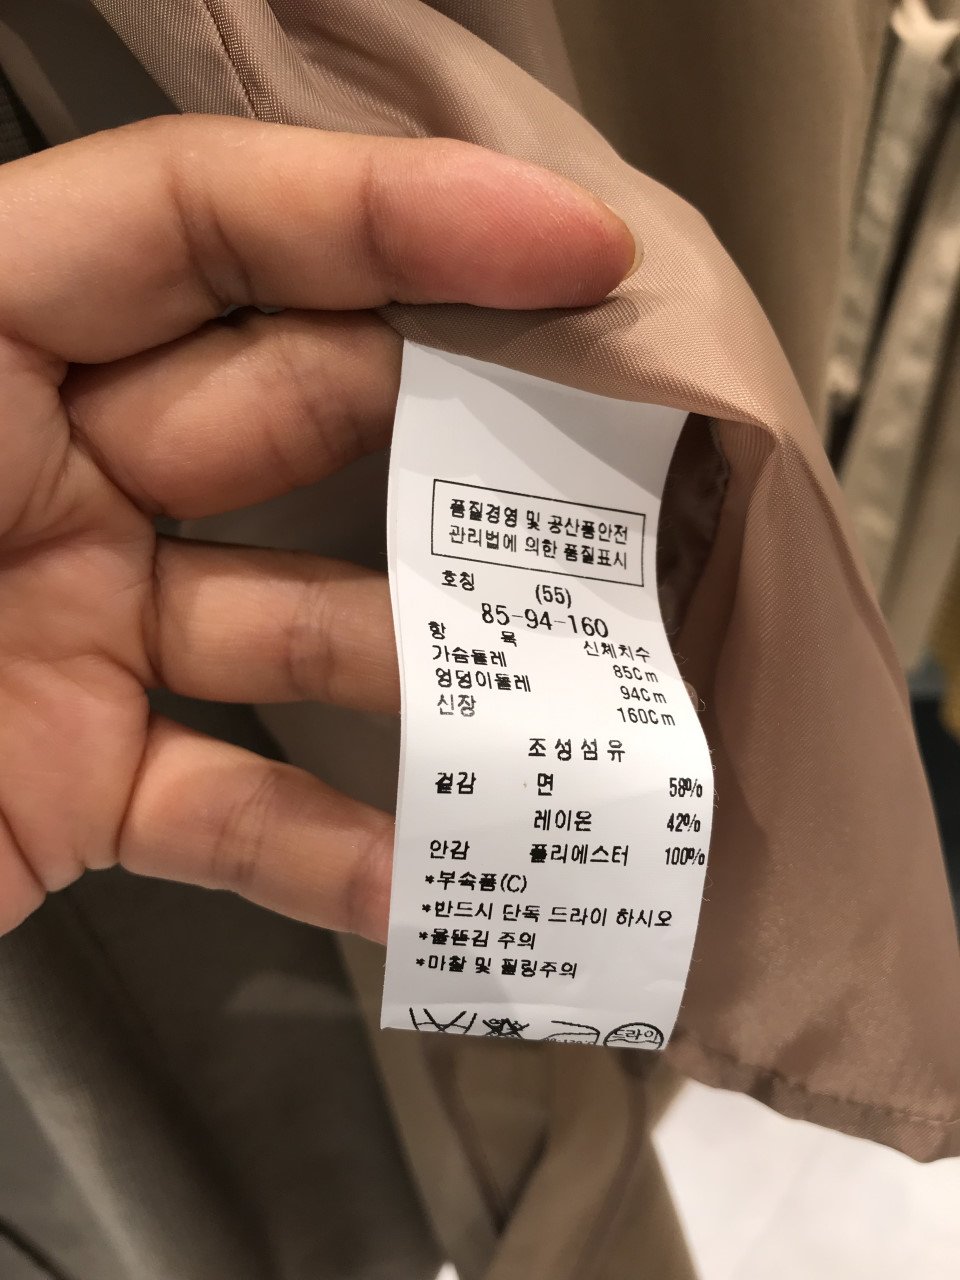 품질경영 및 공산품안전
관리법에 의한 품질표시
호칭 (55)
85-94-160
항 목 신체치수
가슴둘레 85Cm
엉덩이둘레 94Cm
신장 160Cm
조성섬유
겉감 면 58%
레이온 42%
안감 폴리에스터 100%
*부속품(C)
*반드시 단독 드라이 하시오
*올뜯김 주의
*마찰 및 필링주의
드라이